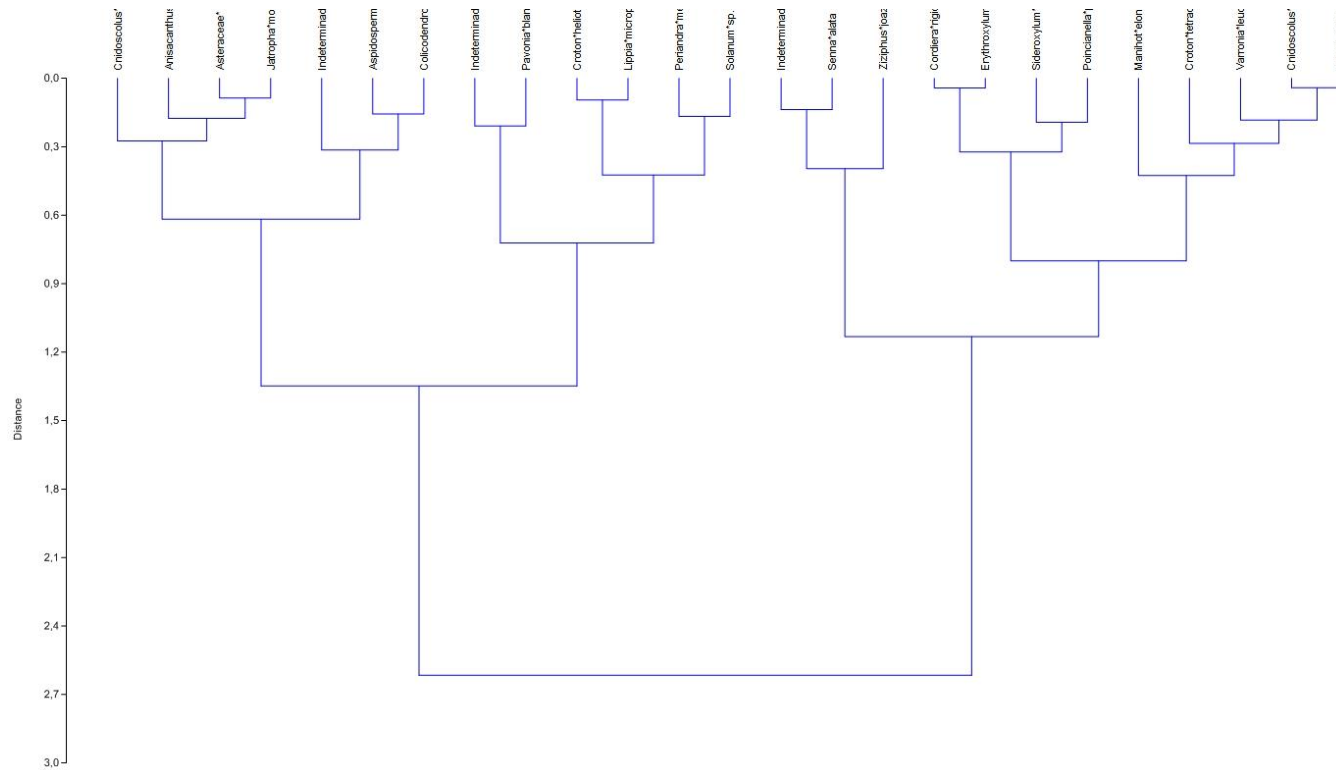 Cnidoscolus*
Anisacanthus
Asteraceae*
Jatropha*mo
Indeterminad
Aspidosperm
Colicodendro
Indeterminad
Pavonia*blan
Croton*heliot
Lippia*microp
Periandra*me
Solanum*sp.
Indeterminad
Senna*alata
Ziziphus*joaz
Cordiera*rigic
Erythroxylum
Sideroxylum*
Poincianella*p
Manihot*elon
Croton*tetrad
Varronia*leuc
Cnidoscolus*
0,0
0,3
0,6
0,9
1,2
1,5
1,8
2,1
2,4
2,7
3,0
Distance